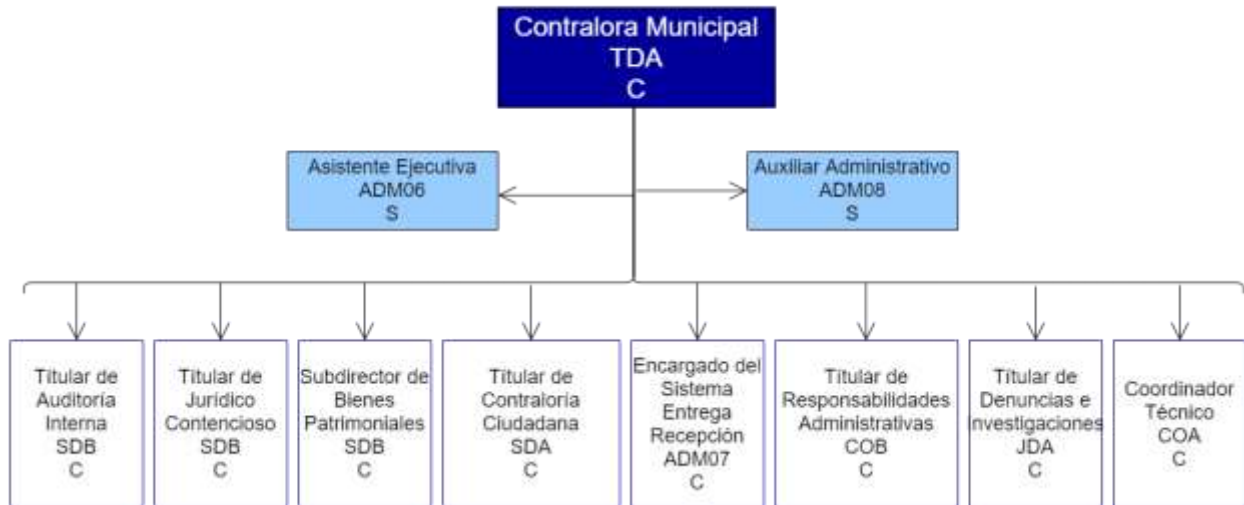 Contralora Municipal
TDA
C
Asistente Ejecutiva
ADM06
S
Auxiliar Administrativo
ADM08
S
Titular de
Auditoría
Interna
SDB
C
Titular de
Jurídico
Contencioso
SDB
C
Subdirector de
Bienes
Patrimoniales
SDB
C
Titular de
Contraloría
Ciudadana
SDA
C
Encargado del
Sistema
Entrega
Recepción
ADM07
C
Titular de
Responsabilidades
Administrativas
COB
C
Titular de
Denuncias e
Investigaciones
JDA
C
Coordinador
Técnico
COA
C